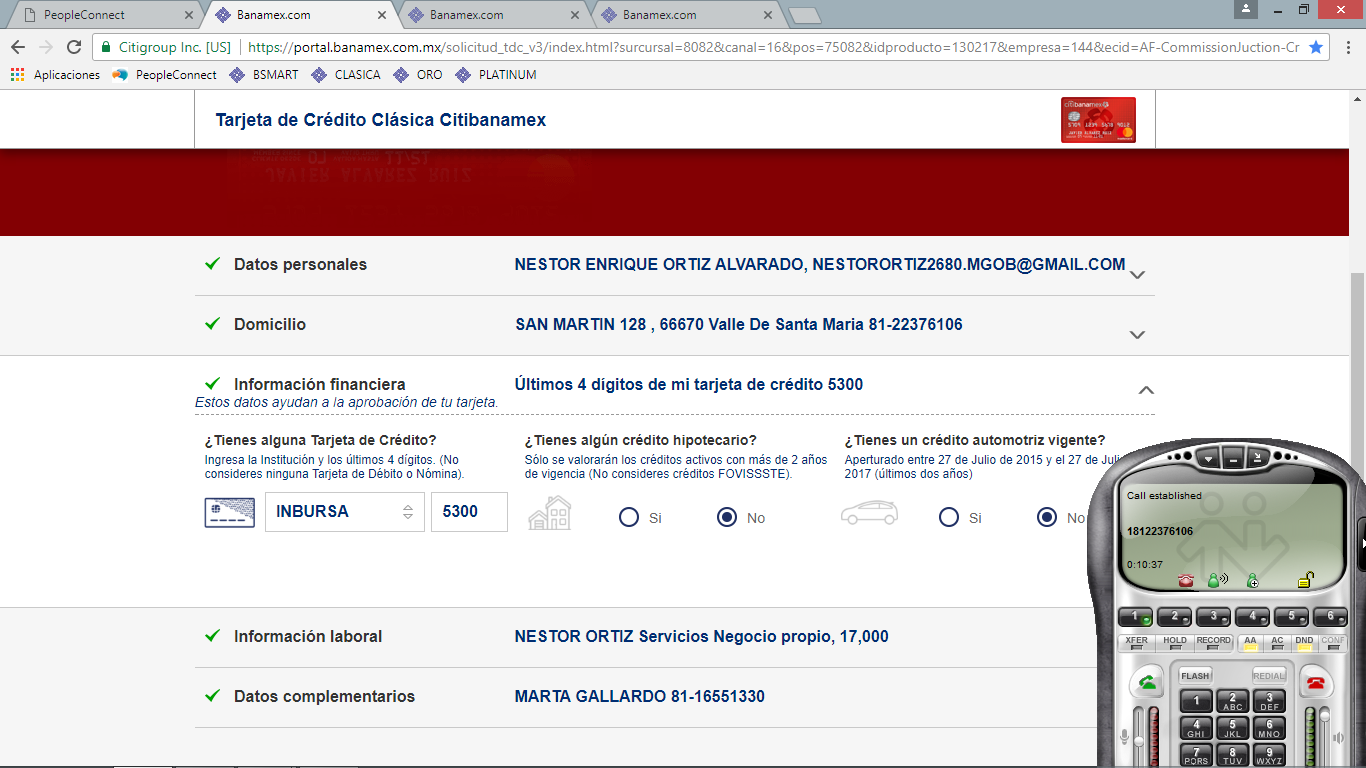 PeopleConnect
Banamex.com
Banamex.com
Banamex.com
Citigroup Inc. [US]
https://portal.banamex.com.mx/solicitud_tdc_v3/index.html?surcursal=8082&canal=16&pos=75082&idproducto=130217&empresa=144&ecid=AF-CommissionJuction-Cr
Aplicaciones
PeopleConnect
BSMART
CLASICA
ORO
PLATINUM
Tarjeta de Crédito Clásica Citibanamex
citibanamex
JAVIER ALVAREZ RUIZ
Datos personales
NESTOR ENRIQUE ORTIZ ALVARADO, NESTORORTIZ2680.MGOB@GMAIL.COM
Domicilio
SAN MARTIN 128 , 66670 Valle De Santa Maria 81-22376106
Información financiera
Últimos 4 dígitos de mi tarjeta de crédito 5300
Estos datos ayudan a la aprobación de tu tarjeta.
¿Tienes alguna Tarjeta de Crédito?
Ingresa la Institución y los últimos 4 dígitos. (No
consideres ninguna Tarjeta de Débito o Nómina).
INBURSA
5300
¿Tienes algún crédito hipotecario?
Sólo se valorarán los créditos activos con más de 2 años
de vigencia (No consideres créditos FOVISSSTE).
Si
No
¿Tienes un crédito automotriz vigente?
Aperturado entre 27 de Julio de 2015 y el 27 de Juli
2017 (últimos dos años)
Si
No
Información laboral
NESTOR ORTIZ Servicios Negocio propio, 17,000
Datos complementarios
MARTA GALLARDO 81-16551330
Call established
18122376106
0:10:37
1 2 3 4 5 6
XFER HOLD RECORD AA AC DND CONF
FLASH
REDIAL
1
2 ABC
3 DEF
4 GHI
5 JKL
6 MNO
7 PQRS
8 TUV
9 WXYZ